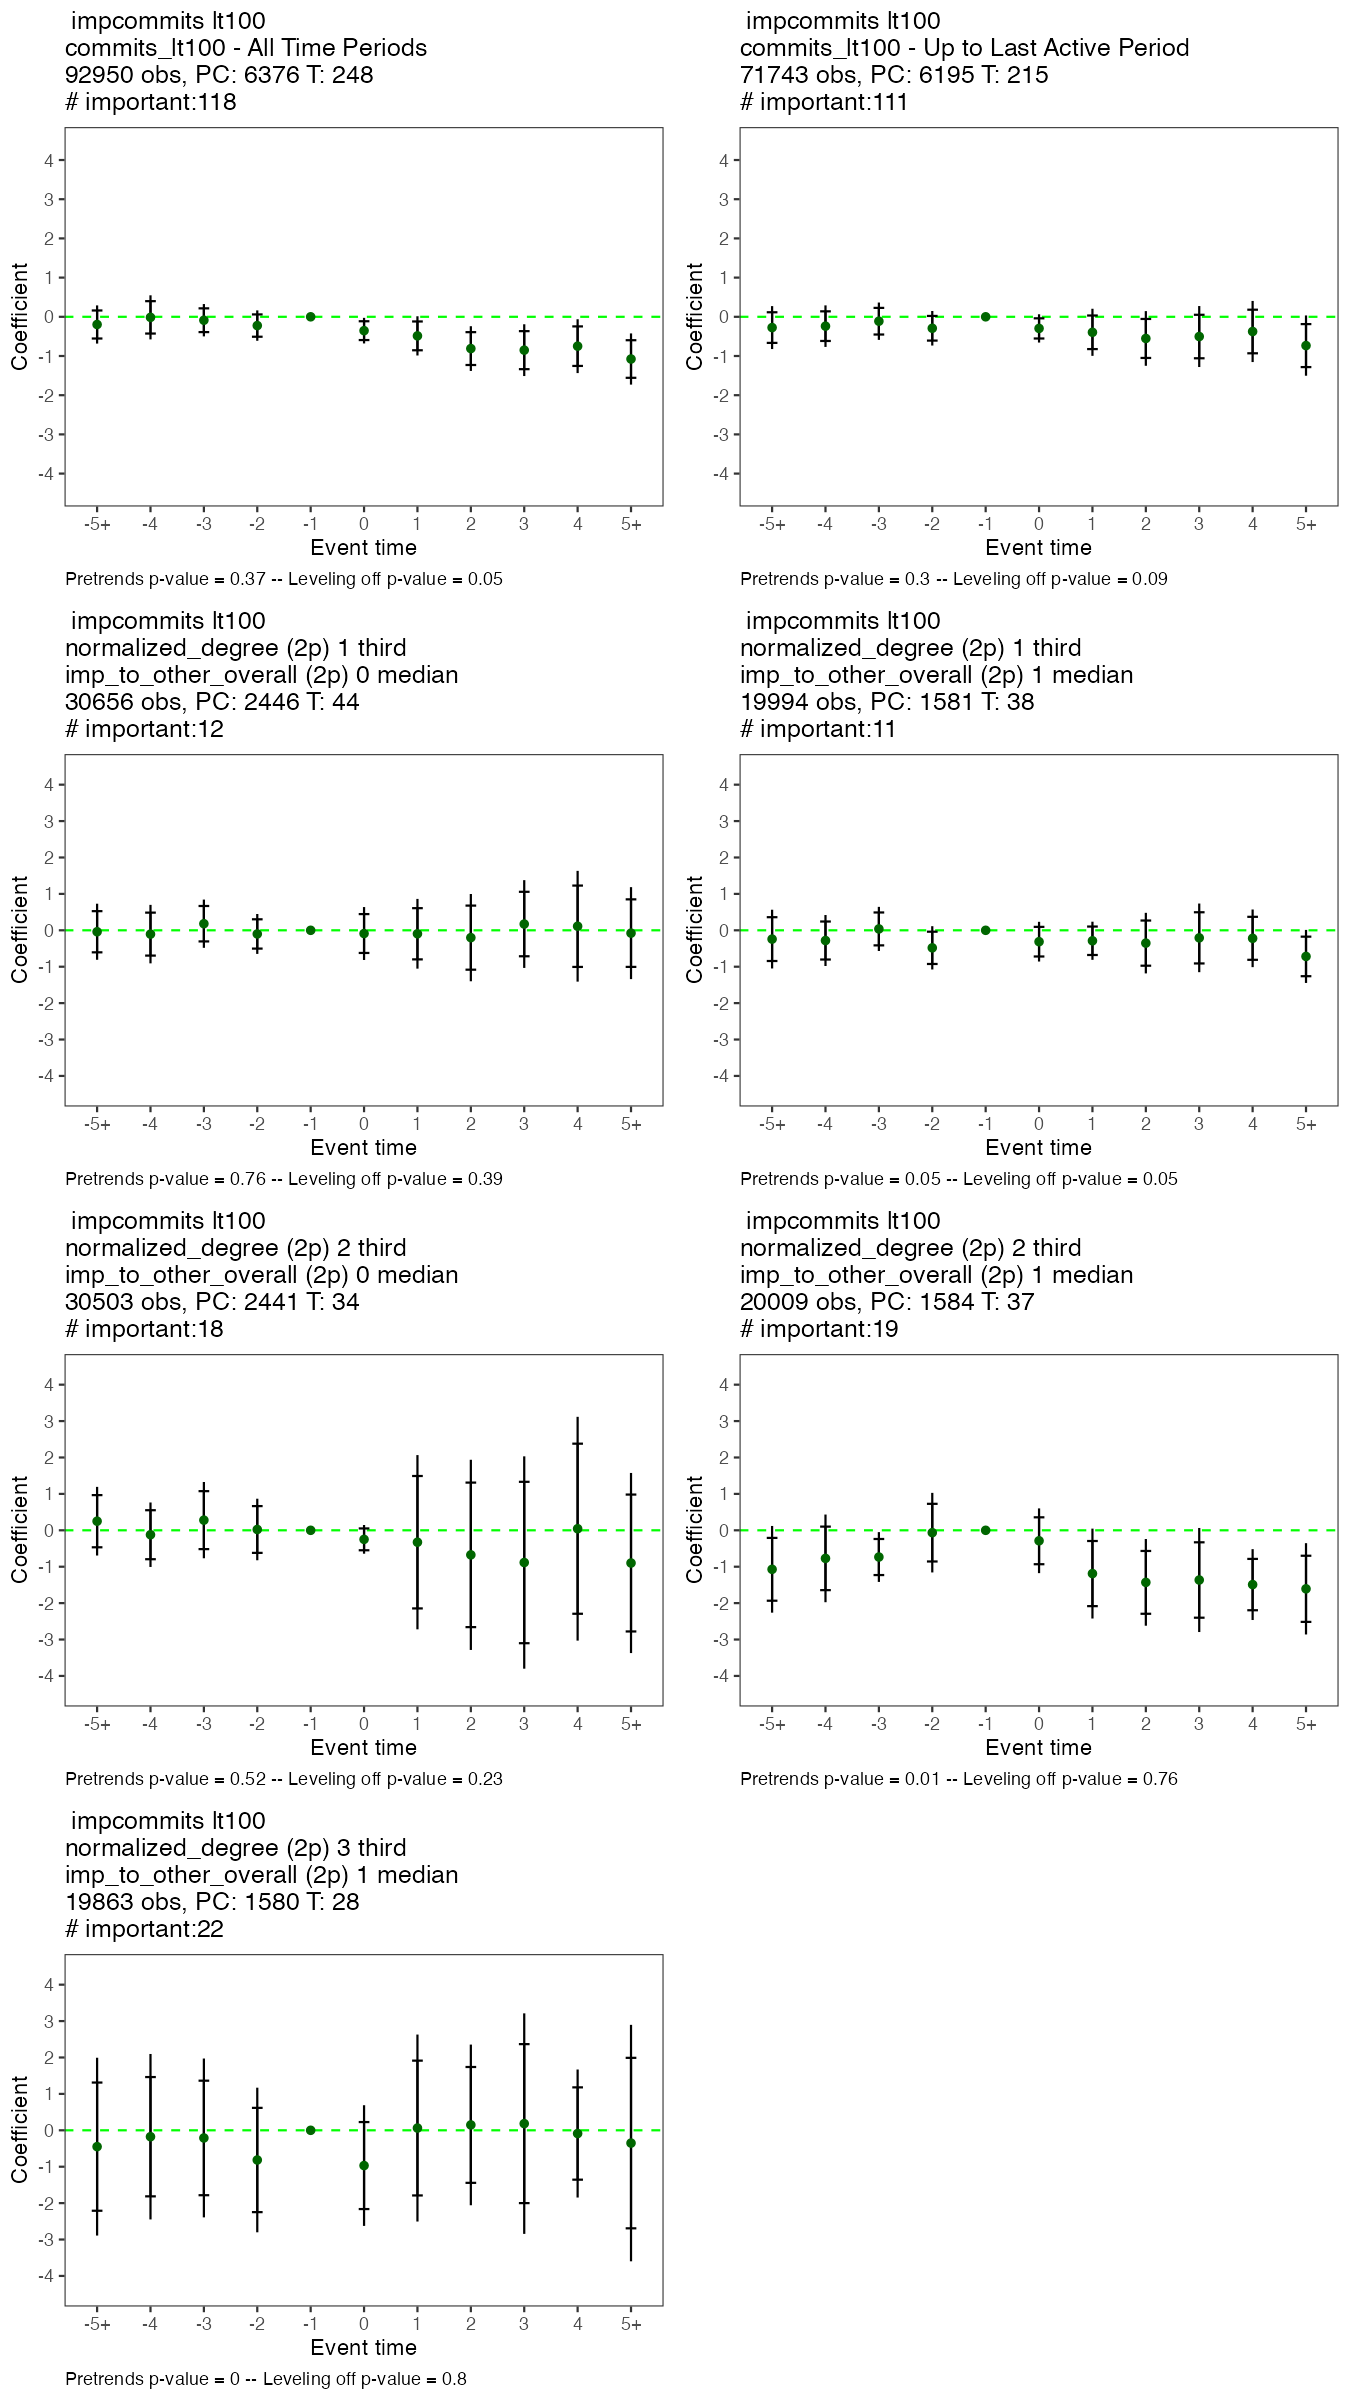 impcommits lt100
commits_lt100 - All Time Periods
92950 obs, PC: 6376 T: 248
# important:118
4
3
2
1
0
-1
-2
-3
-4
Coefficient
-5+ -4 -3 -2 -1 0 1 2 3 4 5+
Event time
Pretrends p-value = 0.37 -- Leveling off p-value = 0.05
impcommits lt100
commits_lt100 - Up to Last Active Period
71743 obs, PC: 6195 T: 215
# important:111
4
3
2
1
0
-1
-2
-3
-4
Coefficient
-5+ -4 -3 -2 -1 0 1 2 3 4 5+
Event time
Pretrends p-value = 0.3 -- Leveling off p-value = 0.09
impcommits lt100
normalized_degree (2p) 1 third
imp_to_other_overall (2p) 0 median
30656 obs, PC: 2446 T: 44
# important:12
4
3
2
1
0
-1
-2
-3
-4
Coefficient
-5+ -4 -3 -2 -1 0 1 2 3 4 5+
Event time
Pretrends p-value = 0.76 -- Leveling off p-value = 0.39
impcommits lt100
normalized_degree (2p) 1 third
imp_to_other_overall (2p) 1 median
19994 obs, PC: 1581 T: 38
# important:11
4
3
2
1
0
-1
-2
-3
-4
Coefficient
-5+ -4 -3 -2 -1 0 1 2 3 4 5+
Event time
Pretrends p-value = 0.05 -- Leveling off p-value = 0.05
impcommits lt100
normalized_degree (2p) 2 third
imp_to_other_overall (2p) 0 median
30503 obs, PC: 2441 T: 34
# important:18
4
3
2
1
0
-1
-2
-3
-4
Coefficient
-5+ -4 -3 -2 -1 0 1 2 3 4 5+
Event time
Pretrends p-value = 0.52 -- Leveling off p-value = 0.23
impcommits lt100
normalized_degree (2p) 2 third
imp_to_other_overall (2p) 1 median
20009 obs, PC: 1584 T: 37
# important:19
4
3
2
1
0
-1
-2
-3
-4
Coefficient
-5+ -4 -3 -2 -1 0 1 2 3 4 5+
Event time
Pretrends p-value = 0.01 -- Leveling off p-value = 0.76
impcommits lt100
normalized_degree (2p) 3 third
imp_to_other_overall (2p) 1 median
19863 obs, PC: 1580 T: 28
# important:22
4
3
2
1
0
-1
-2
-3
-4
Coefficient
-5+ -4 -3 -2 -1 0 1 2 3 4 5+
Event time
Pretrends p-value = 0 -- Leveling off p-value = 0.8